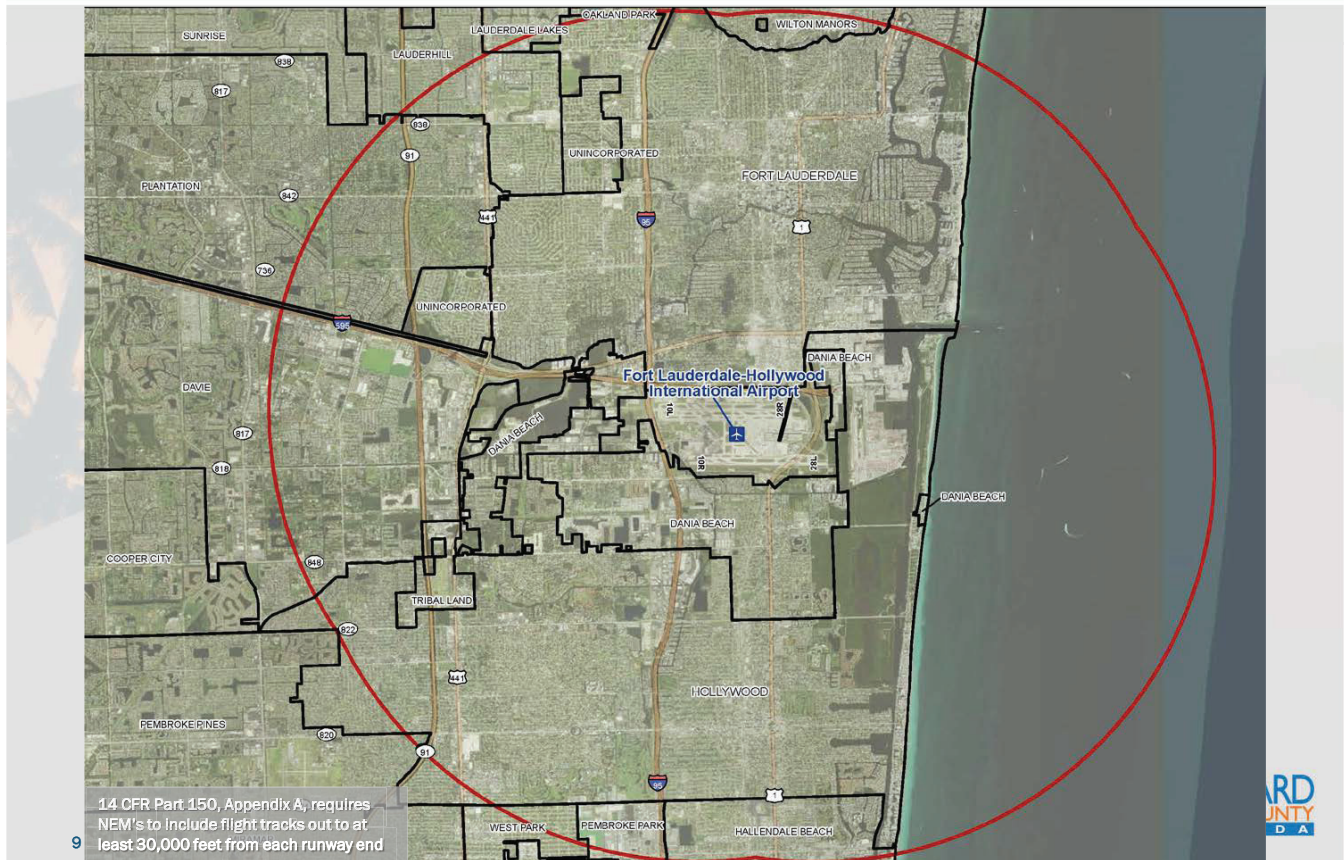 OAKLAND PARK
WILTON MANORS
SUNRISE
LAUDERDALE LAKES
LAUDERHILL
838
817
838
91
UNINCORPORATED
PLANTATION
FORT LAUDERDALE
842
441
95
1
736
UNINCORPORATED
595
DANIA BEACH
Fort Lauderdale-Hollywood
International Airport
DAVIE
10L
28R
DANIA BEACH
817
818
10R
28L
DANIA BEACH
DANIA BEACH
COOPER CITY
848
TRIBAL LAND
822
441
HOLLYWOOD
PEMBROKE PINES
820
91
95
1
14 CFR Part 150, Appendix A, requires
NEM's to include flight tracks out to at
least 30,000 feet from each runway end
WEST PARK
PEMBROKE PARK
HALLENDALE BEACH
9
ARD
UNTY
DA